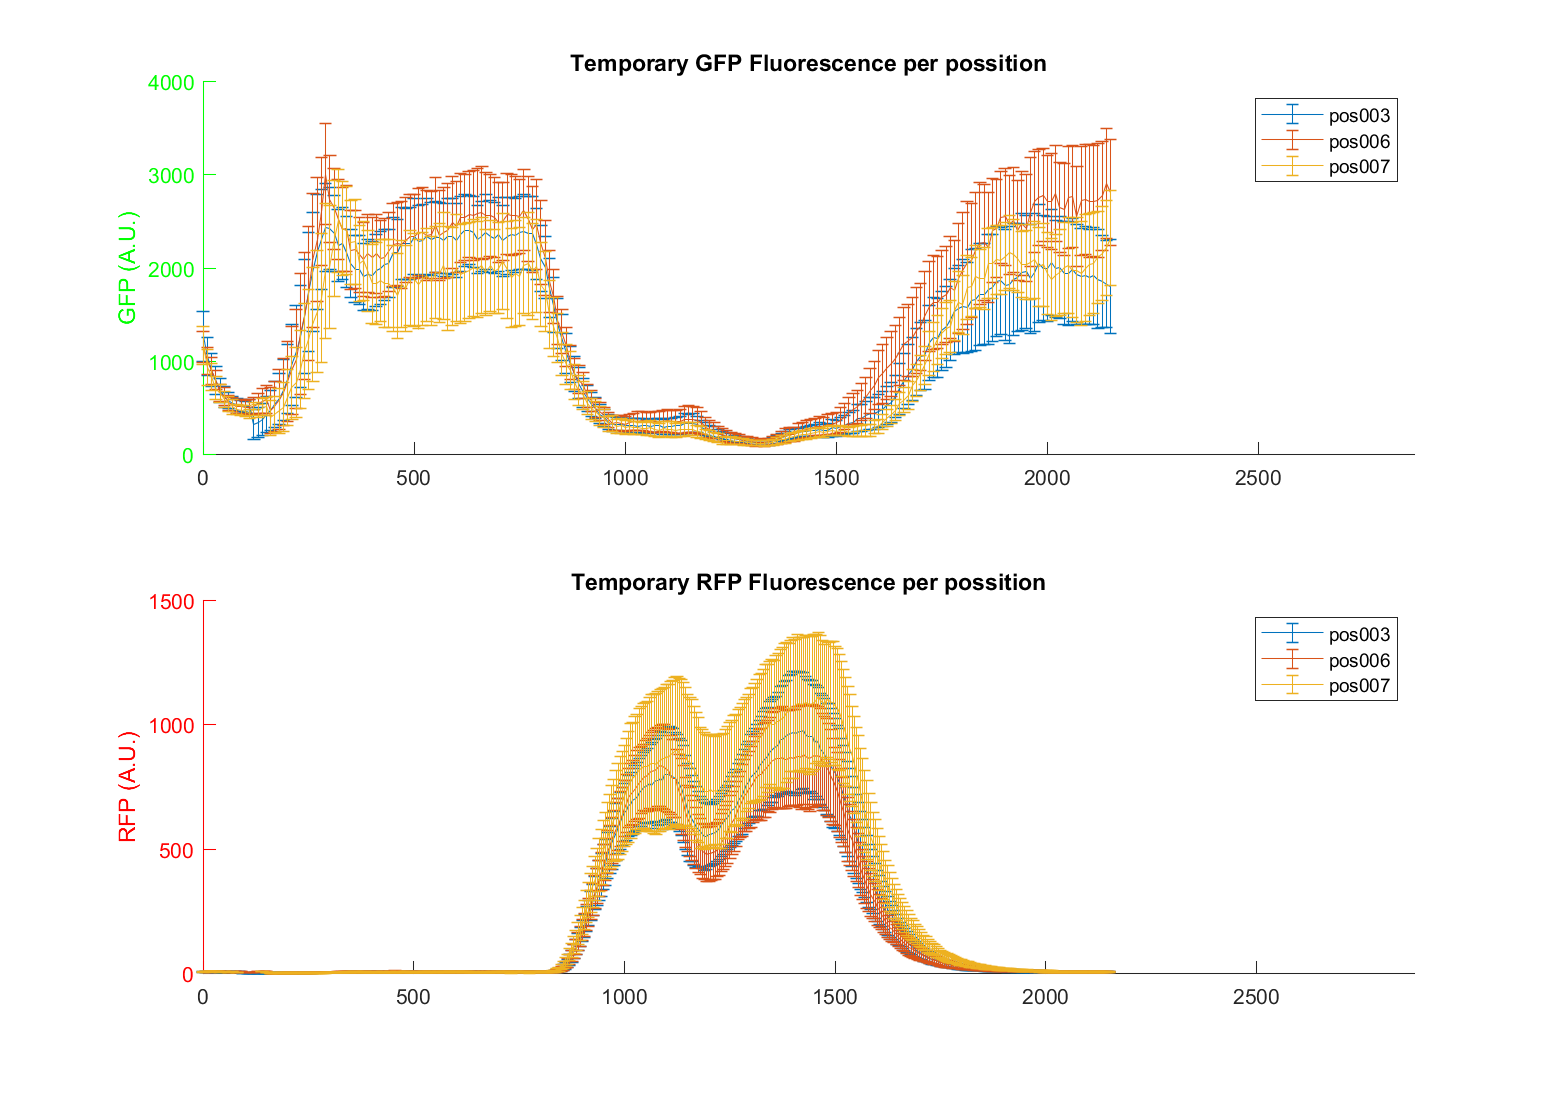 Temporary GFP Fluorescence per possition
4000
3000
2000
1000
0
GFP (A.U.)
0 500 1000 1500 2000 2500
pos003
pos006
pos007
Temporary RFP Fluorescence per possition
1500
1000
500
0
RFP (A.U.)
0 500 1000 1500 2000 2500
pos003
pos006
pos007